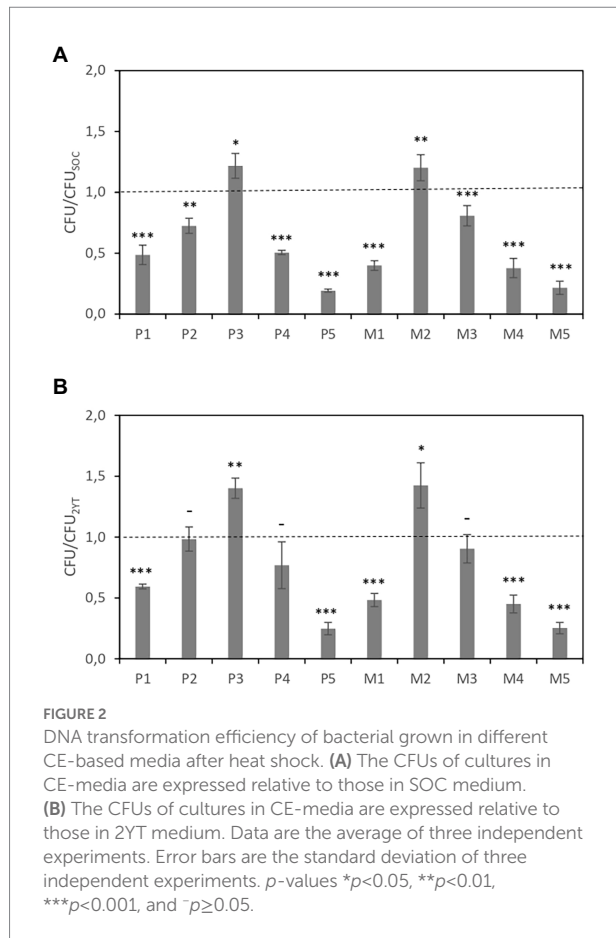 A
2,0
1,5
1,0
0,5
0,0
CFU/CFUSOC
*** ** * *** *** *** ** *** *** ***
P1 P2 P3 P4 P5 M1 M2 M3 M4 M5
B
2,0
1,5
1,0
0,5
0,0
CFU/CFU2YT
*** – ** – *** *** * – *** ***
P1 P2 P3 P4 P5 M1 M2 M3 M4 M5
FIGURE 2
DNA transformation efficiency of bacterial grown in different
CE-based media after heat shock. (A) The CFUs of cultures in
CE-media are expressed relative to those in SOC medium.
(B) The CFUs of cultures in CE-media are expressed relative to
those in 2YT medium. Data are the average of three independent
experiments. Error bars are the standard deviation of three
independent experiments. p-values *p<0.05, **p<0.01,
***p<0.001, and ⁻p≥0.05.